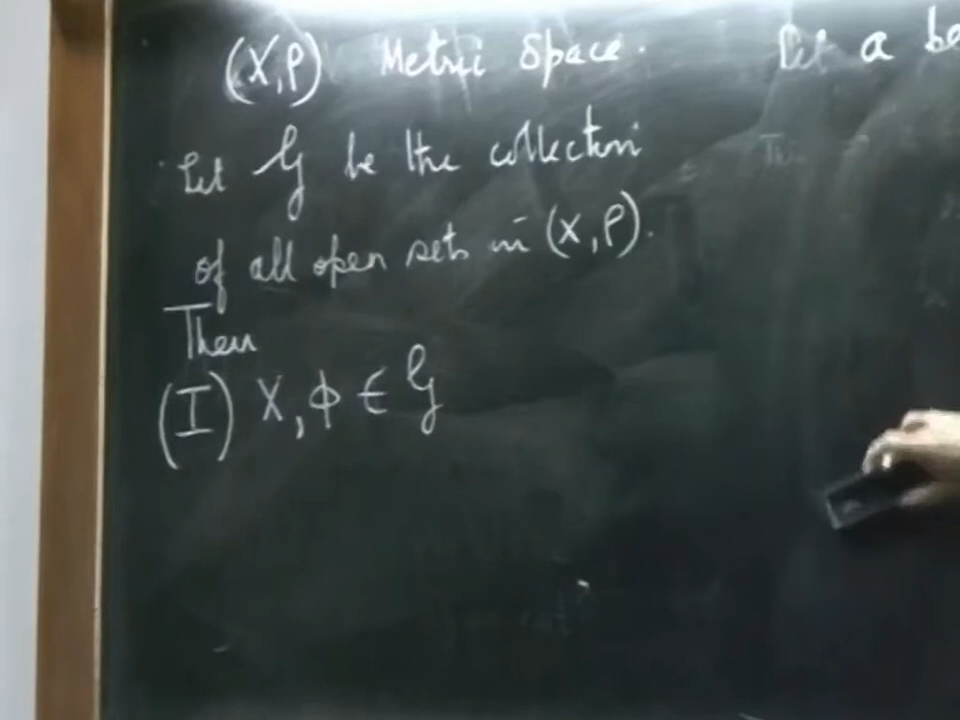 (X,ρ) Metric Space. Let a be
Let G be the collection
of all open sets in (X,ρ).
Then
(I) X,ϕ ∈ G